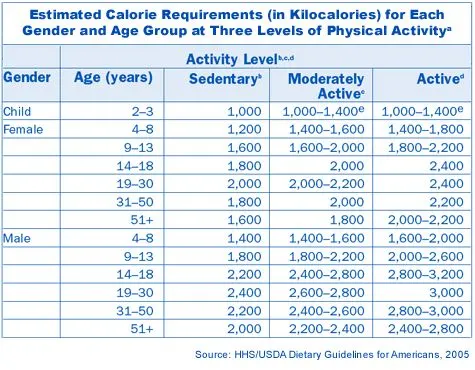 Estimated Calorie Requirements (in Kilocalories) for Each
Gender and Age Group at Three Levels of Physical Activityᵃ
Activity Levelᵇ,ᶜ,ᵈ
Gender Age (years) Sedentaryᵇ Moderately Activeᶜ Activeᵈ
Child 2–3 1,000 1,000–1,400ᵉ 1,000–1,400ᵉ
Female 4–8 1,200 1,400–1,600 1,400–1,800
9–13 1,600 1,600–2,000 1,800–2,200
14–18 1,800 2,000 2,400
19–30 2,000 2,000–2,200 2,400
31–50 1,800 2,000 2,200
51+ 1,600 1,800 2,000–2,200
Male 4–8 1,400 1,400–1,600 1,600–2,000
9–13 1,800 1,800–2,200 2,000–2,600
14–18 2,200 2,400–2,800 2,800–3,200
19–30 2,400 2,600–2,800 3,000
31–50 2,200 2,400–2,600 2,800–3,000
51+ 2,000 2,200–2,400 2,400–2,800
Source: HHS/USDA Dietary Guidelines for Americans, 2005